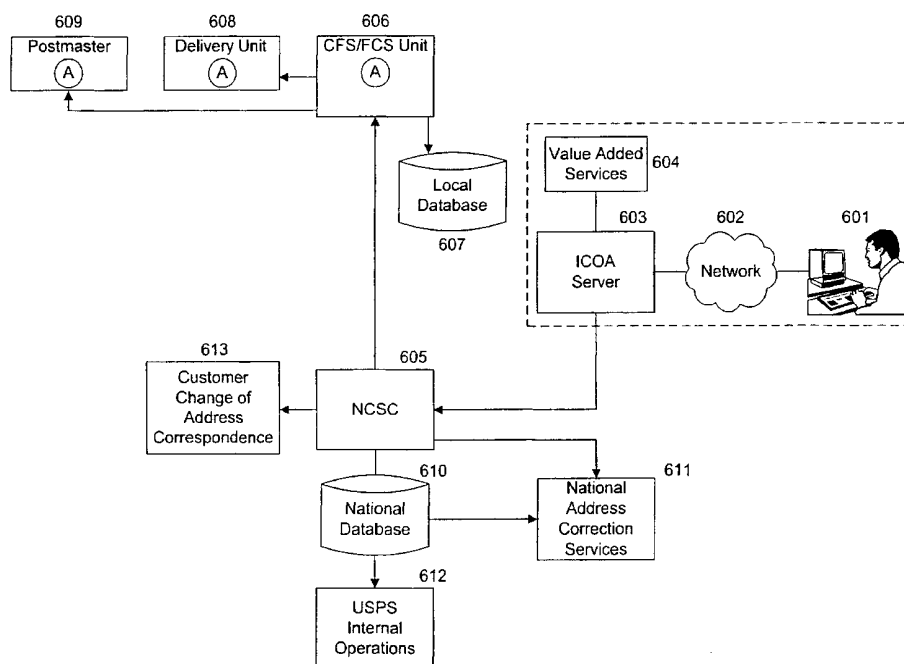 609
608
606
Postmaster
A
Delivery Unit
A
CFS/FCS Unit
A
Value Added
Services
604
Local
Database
607
603
602
601
ICOA
Server
Network
613
605
Customer
Change of
Address
Correspondence
NCSC
610
611
National
Database
National
Address
Correction
Services
612
USPS
Internal
Operations